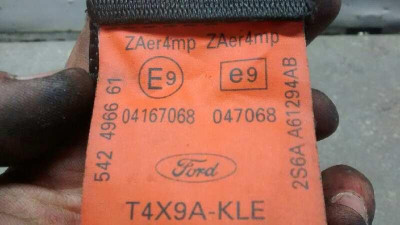 ZAer4mp ZAer4mp
E9 e9
04167068 047068
542 4966 61
2S6A A61294AB
Ford
T4X9A-KLE